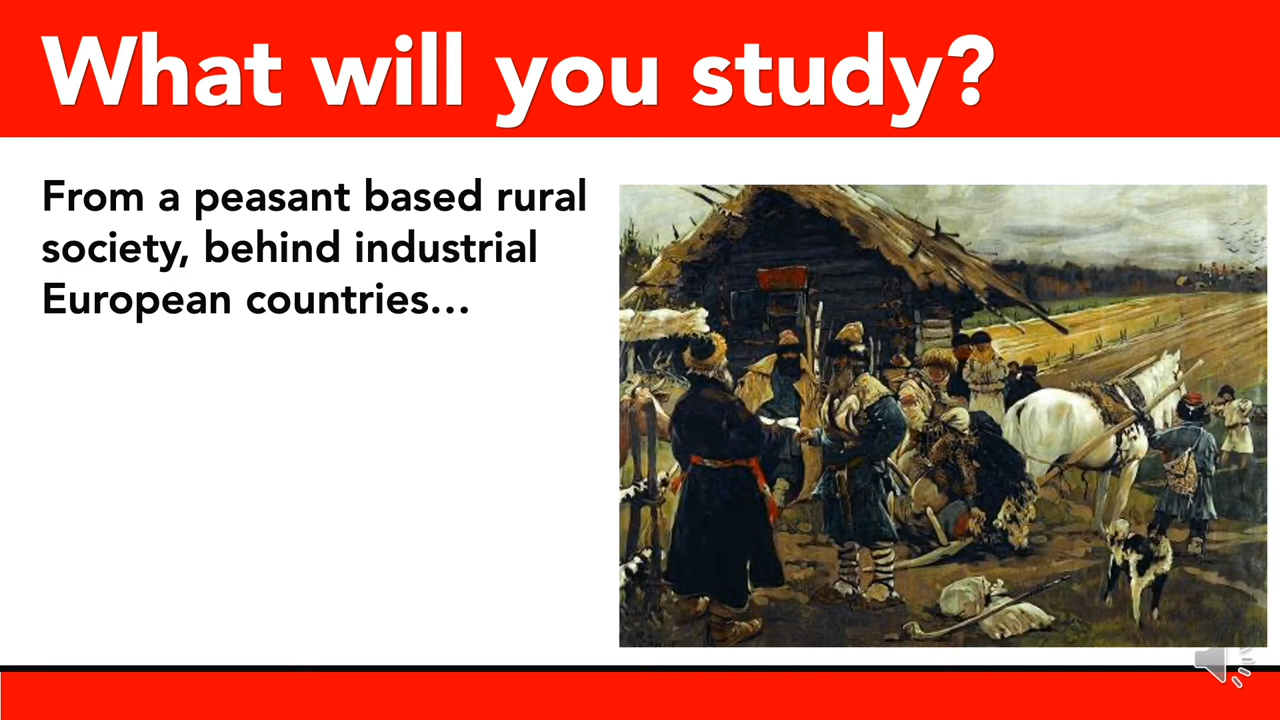 What will you study?
From a peasant based rural
society, behind industrial
European countries...